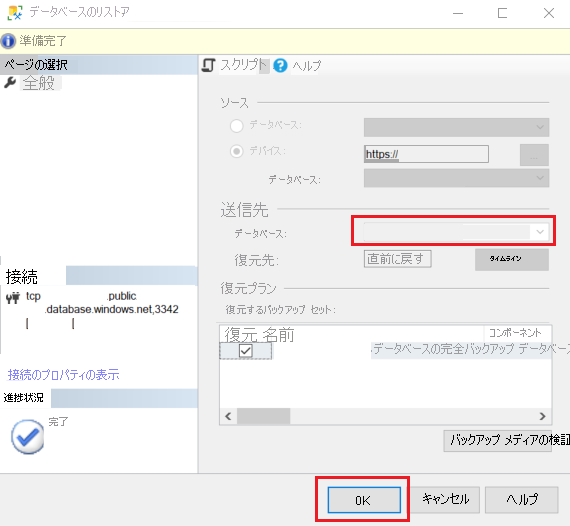 データベースのリストア
準備完了
ページの選択
スクリプト ヘルプ
全般
ソース
データベース:
デバイス:
https://
...
データベース:
送信先
データベース:
復元先:
直前に戻す
タイムライン
復元プラン
復元するバックアップ セット:
復元 名前
コンポーネント
データベースの完全バックアップ データベース
接続
tcp .public
.database.windows.net,3342
[ [
接続のプロパティの表示
進捗状況
完了
バックアップ メディアの検証
OK
キャンセル
ヘルプ